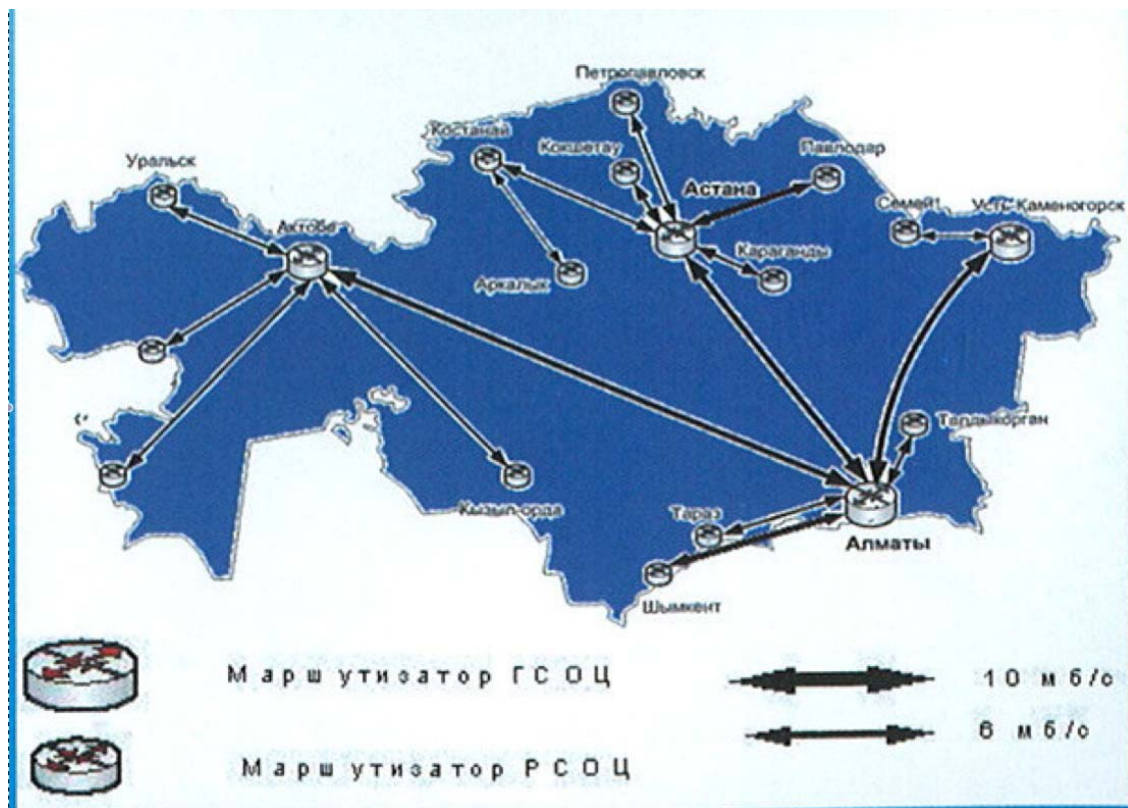 Петропавловск
Костанай
Кокшетау
Павлодар
Уральск
Астана
Семей
Усть Каменогорск
Актобе
Караганды
Аркалык
Талдыкорган
Кызыл-орда
Тараз
Алматы
Шымкент
Маршутизатор ГСОЦ
10 мб/с
6 мб/с
Маршутизатор РСОЦ